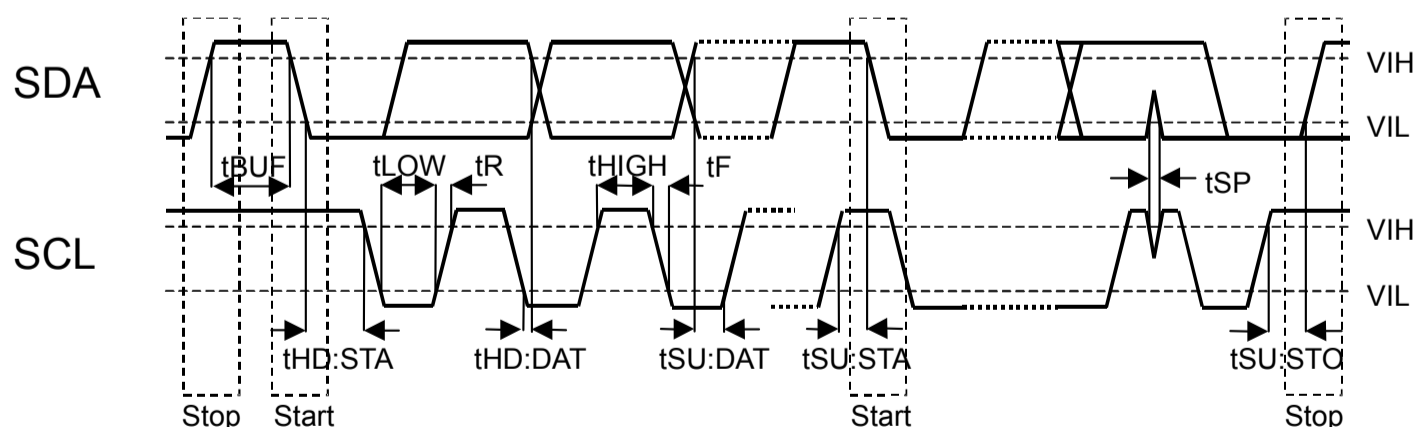 SDA
VIH
VIL
tBUF tLOW tR tHIGH tF tSP
SCL
VIH
VIL
tHD:STA tHD:DAT tSU:DAT tSU:STA tSU:STO
Stop Start Start Stop